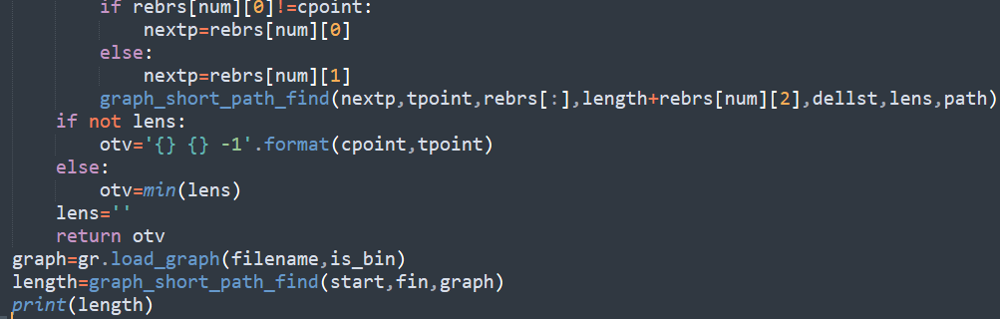 if rebrs[num][0]!=cpoint:
nextp=rebrs[num][0]
else:
nextp=rebrs[num][1]
graph_short_path_find(nextp,tpoint,rebrs[:],length+rebrs[num][2],dellst,lens,path)
if not lens:
otv='{} {} -1'.format(cpoint,tpoint)
else:
otv=min(lens)
lens=''
return otv
graph=gr.load_graph(filename,is_bin)
length=graph_short_path_find(start,fin,graph)
print(length)